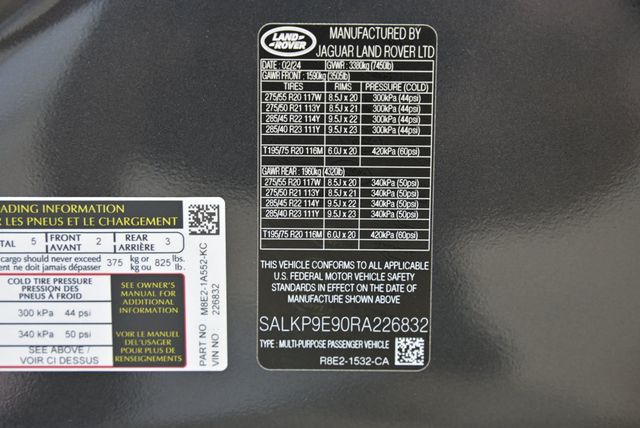 LAND-
ROVER
MANUFACTURED BY
JAGUAR LAND ROVER LTD
DATE : 02/24 GVWR : 3380kg (7450lb)
GAWR FRONT : 1590kg (3505lb)
TIRES RIMS PRESSURE (COLD)
275/55 R20 117W 8.5J x 20 300kPa (44psi)
275/50 R21 113Y 8.5J x 21 300kPa (44psi)
285/45 R22 114Y 9.5J x 22 300kPa (44psi)
285/40 R23 111Y 9.5J x 23 300kPa (44psi)
T195/75 R20 116M 6.0J x 20 420kPa (60psi)
GAWR REAR : 1960kg (4320lb)
275/55 R20 117W 8.5J x 20 340kPa (50psi)
275/50 R21 113Y 8.5J x 21 340kPa (50psi)
285/45 R22 114Y 9.5J x 22 340kPa (50psi)
285/40 R23 111Y 9.5J x 23 340kPa (50psi)
T195/75 R20 116M 6.0J x 20 420kPa (60psi)
THIS VEHICLE CONFORMS TO ALL APPLICABLE
U.S. FEDERAL MOTOR VEHICLE SAFETY
STANDARDS IN EFFECT ON THE DATE OF
MANUFACTURE SHOWN ABOVE
SALKP9E90RA226832
TYPE : MULTI-PURPOSE PASSENGER VEHICLE
R8E2-1532-CA
ADING INFORMATION
R LES PNEUS ET LE CHARGEMENT
TAL 5 FRONT AVANT 2 REAR ARRIÈRE 3
cargo should never exceed 375 kg or 825 lbs.
ent ne doit jamais dépasser kg ou lb.
COLD TIRE PRESSURE
PRESSION DES
PNEUS À FROID
300 kPa 44 psi
340 kPa 50 psi
SEE ABOVE /
VOIR CI DESSUS
SEE OWNER'S
MANUAL FOR
ADDITIONAL
INFORMATION
VOIR LE MANUEL
DEL'USAGER
POUR PLUS DE
RENSEIGNEMENTS
PART NO M8E2-1A552-KC
VIN NO 226832